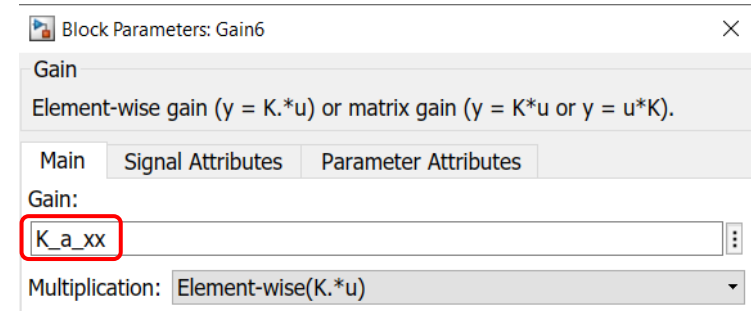 Block Parameters: Gain6
Gain
Element-wise gain (y = K.*u) or matrix gain (y = K*u or y = u*K).
Main Signal Attributes Parameter Attributes
Gain:
K_a_xx
Multiplication: Element-wise(K.*u)